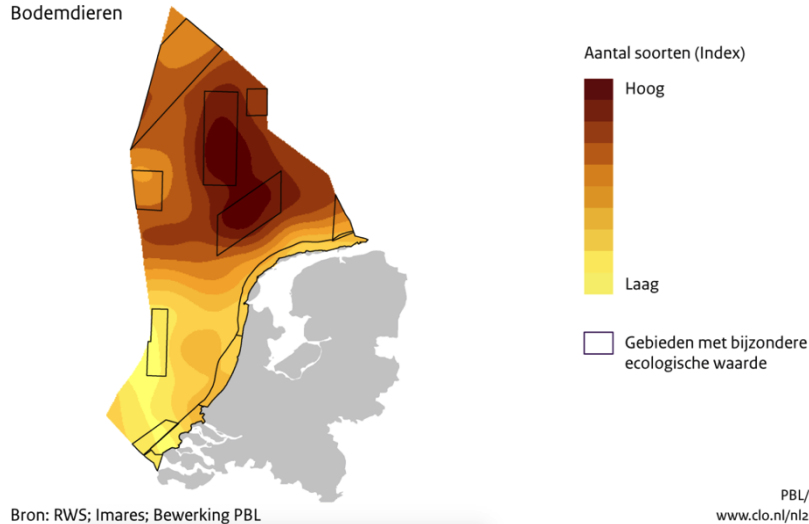 Bodemdieren
Aantal soorten (Index)
Hoog
Laag
Gebieden met bijzondere
ecologische waarde
PBL/
Bron: RWS; Imares; Bewerking PBL
www.clo.nl/nl2